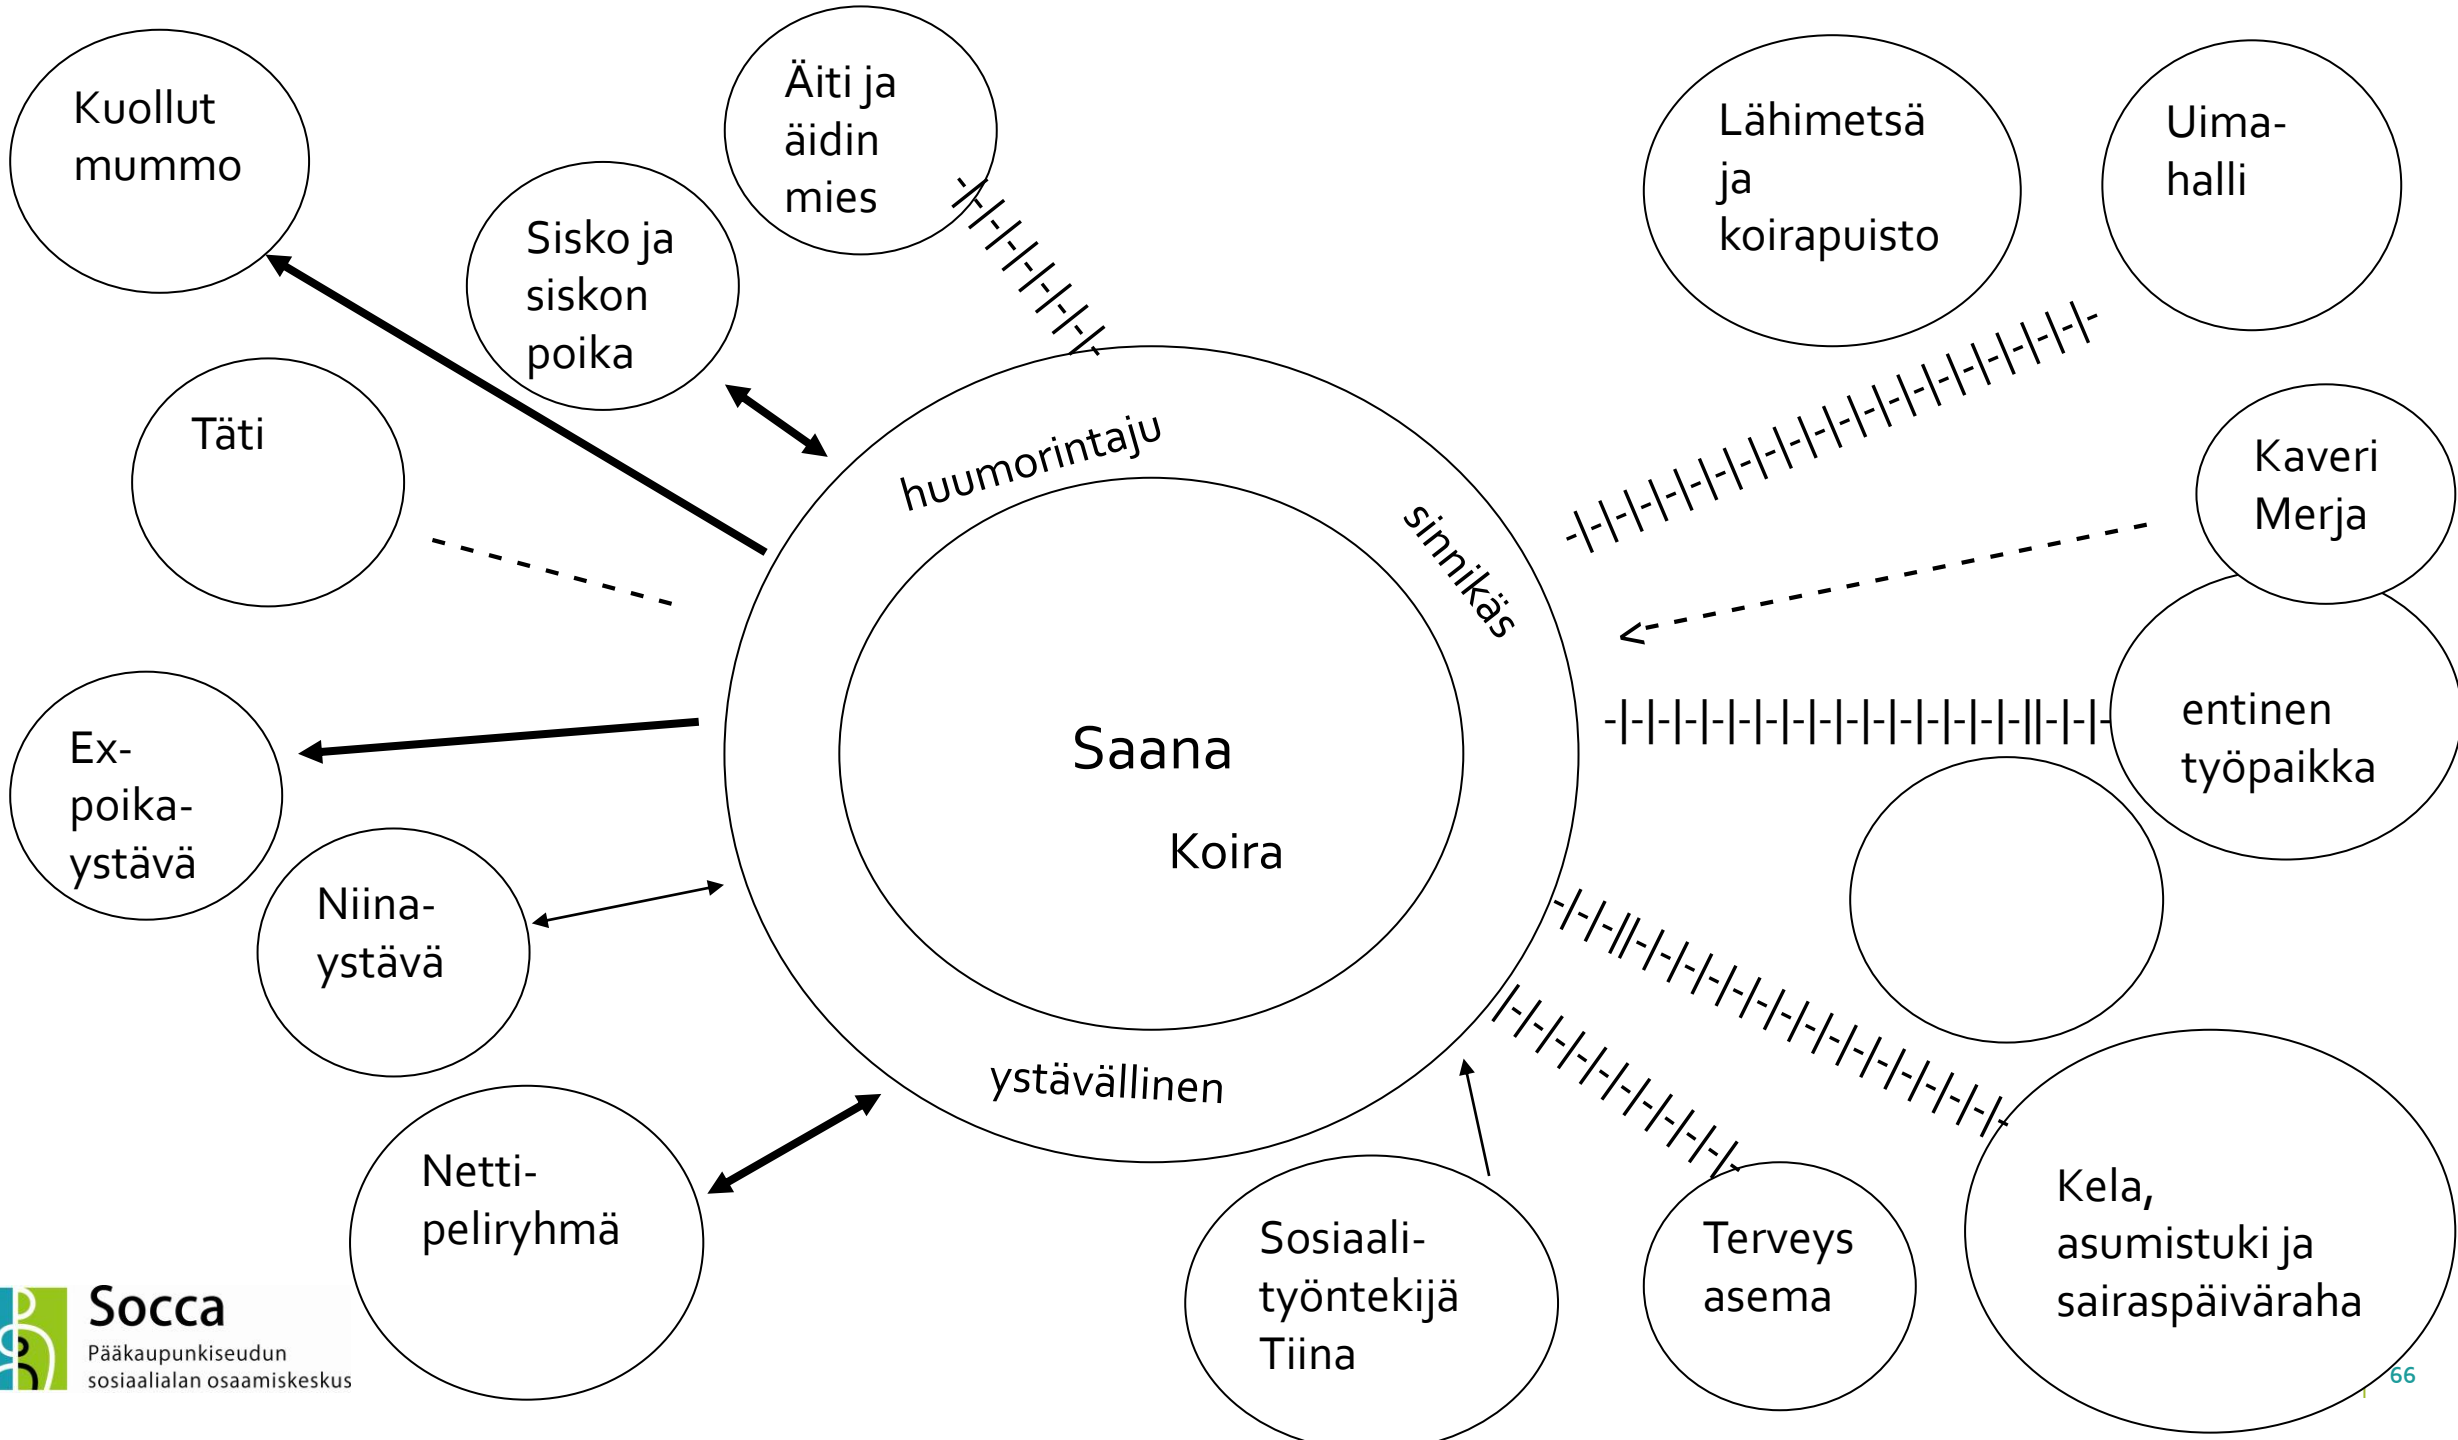 Kuollut
mummo
Äiti ja
äidin
mies
Sisko ja
siskon
poika
Lähimetsä
ja
koirapuisto
Uima-
halli
Täti
huumorintaju
sinnikäs
Kaveri
Merja
Saana
Koira
entinen
työpaikka
Ex-
poika-
ystävä
Niina-
ystävä
ystävällinen
Netti-
peliryhmä
Sosiaali-
työntekijä
Tiina
Terveys
asema
Kela,
asumistuki ja
sairaspäiväraha
Socca
Pääkaupunkiseudun
sosiaalialan osaamiskeskus
66